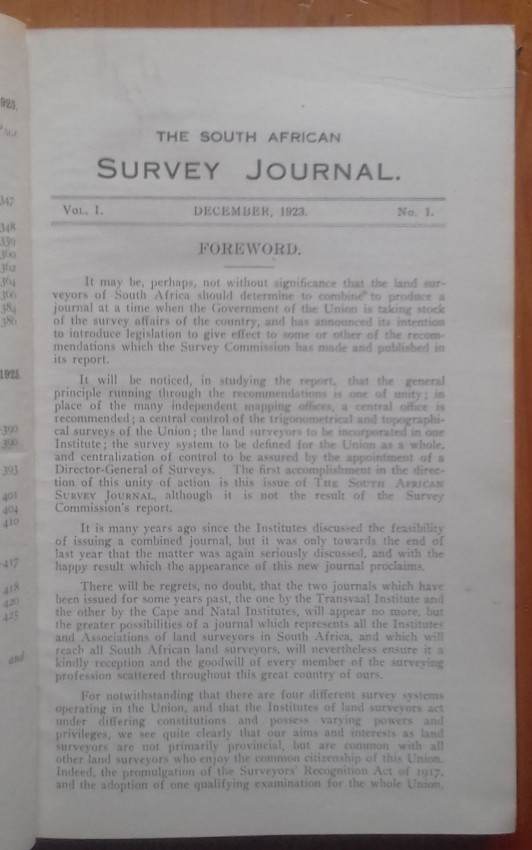 THE SOUTH AFRICAN
SURVEY JOURNAL.
VOL. I. DECEMBER, 1923. No. 1.
FOREWORD.
It may be, perhaps, not without significance that the land sur-
veyors of South Africa should determine to combine to produce a
journal at a time when the Government of the Union is taking stock
of the survey affairs of the country, and has announced its intention
to introduce legislation to give effect to some or other of the recom-
mendations which the Survey Commission has made and published in
its report.
It will be noticed, in studying the report, that the general
principle running through the recommendations is one of unity; in
place of the many independent mapping offices, a central office is
recommended; a central control of the trigonometrical and topographi-
cal surveys of the Union; the land surveyors to be incorporated in one
Institute; the survey system to be defined for the Union as a whole,
and centralization of control to be assured by the appointment of a
Director-General of Surveys. The first accomplishment in the direc-
tion of this unity of action is this issue of THE SOUTH AFRICAN
SURVEY JOURNAL, although it is not the result of the Survey
Commission's report.
It is many years ago since the Institutes discussed the feasibility
of issuing a combined journal, but it was only towards the end of
last year that the matter was again seriously discussed, and with the
happy result which the appearance of this new journal proclaims.
There will be regrets, no doubt, that the two journals which have
been issued for some years past, the one by the Transvaal Institute and
the other by the Cape and Natal Institutes, will appear no more, but
the greater possibilities of a journal which represents all the Institutes
and Associations of land surveyors in South Africa, and which will
reach all South African land surveyors, will nevertheless ensure it a
kindly reception and the goodwill of every member of the surveying
profession scattered throughout this great country of ours.
For notwithstanding that there are four different survey systems
operating in the Union, and that the Institutes of land surveyors act
under differing constitutions and possess varying powers and
privileges, we see quite clearly that our aims and interests as land
surveyors are not primarily provincial, but are common with all
other land surveyors who enjoy the common citizenship of this Union.
Indeed, the promulgation of the Surveyors' Recognition Act of 1917,
and the adoption of one qualifying examination for the whole Union,
347
348
339
360
362
364
366
384
386
1925
390
390
393
401
404
410
417
418
420
425
and